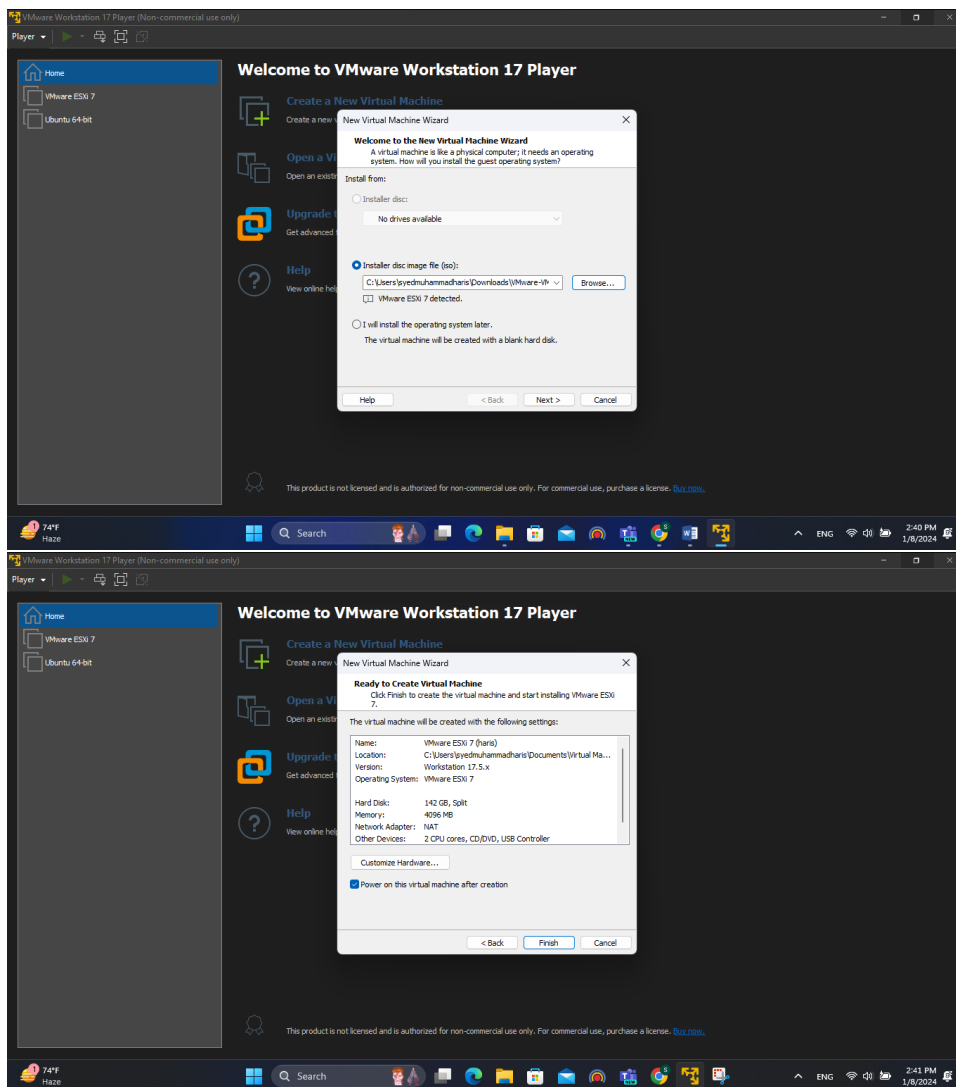 VMware Workstation 17 Player (Non-commercial use only)
Player
Home
VMware ESXi 7
Ubuntu 64-bit
Welcome to VMware Workstation 17 Player
Create a New Virtual Machine
Create a new v
Open a Vi
Open an existin
Upgrade t
Get advanced f
Help
View online help
New Virtual Machine Wizard
Welcome to the New Virtual Machine Wizard
A virtual machine is like a physical computer; it needs an operating
system. How will you install the guest operating system?
Install from:
Installer disc:
No drives available
Installer disc image file (iso):
C:\Users\syedmuhammadharis\Downloads\VMware-VM
Browse...
VMware ESXi 7 detected.
I will install the operating system later.
The virtual machine will be created with a blank hard disk.
Help
< Back
Next >
Cancel
This product is not licensed and is authorized for non-commercial use only. For commercial use, purchase a license. Buy now.
1
74°F
Haze
Search
ENG
2:40 PM
1/8/2024
VMware Workstation 17 Player (Non-commercial use only)
Player
Home
VMware ESXi 7
Ubuntu 64-bit
Welcome to VMware Workstation 17 Player
Create a New Virtual Machine
Create a new v
Open a Vi
Open an existin
Upgrade t
Get advanced f
Help
View online help
New Virtual Machine Wizard
Ready to Create Virtual Machine
Click Finish to create the virtual machine and start installing VMware ESXi
7.
The virtual machine will be created with the following settings:
Name: VMware ESXi 7 (haris)
Location: C:\Users\syedmuhammadharis\Documents\Virtual Ma...
Version: Workstation 17.5.x
Operating System: VMware ESXi 7
Hard Disk: 142 GB, Split
Memory: 4096 MB
Network Adapter: NAT
Other Devices: 2 CPU cores, CD/DVD, USB Controller
Customize Hardware...
Power on this virtual machine after creation
< Back
Finish
Cancel
This product is not licensed and is authorized for non-commercial use only. For commercial use, purchase a license. Buy now.
1
74°F
Haze
Search
ENG
2:41 PM
1/8/2024